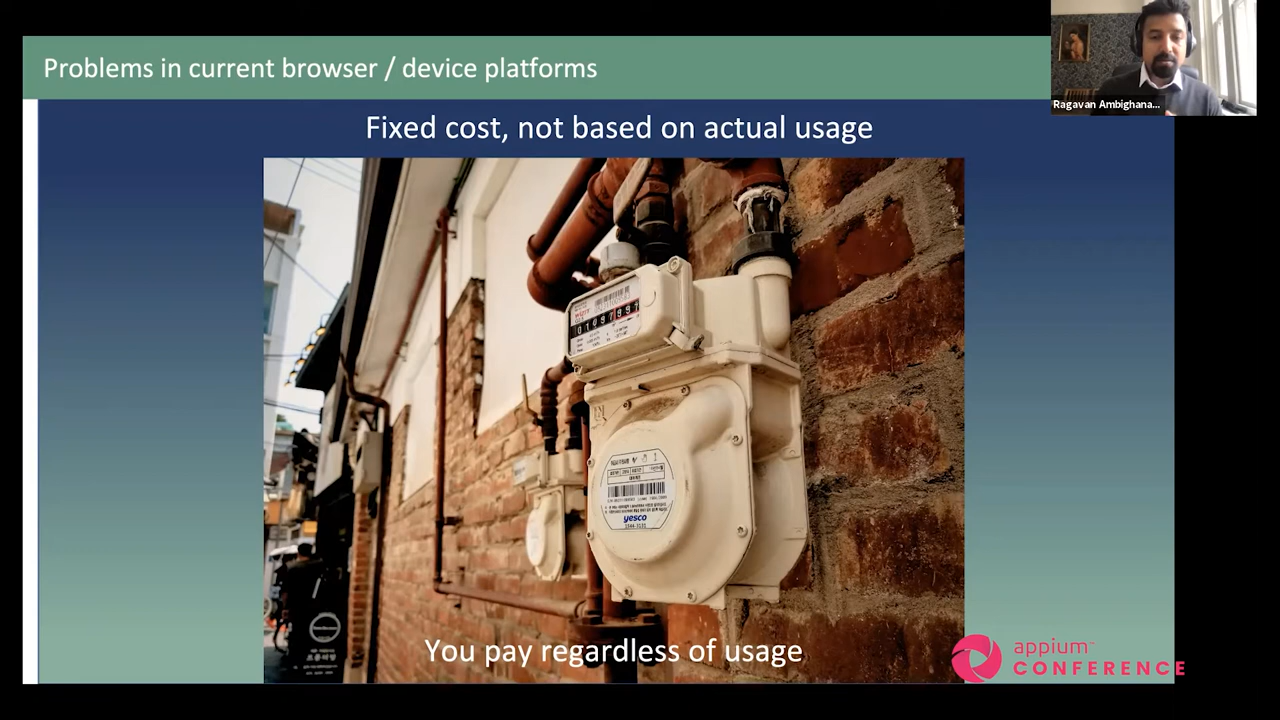 Problems in current browser / device platforms
Ragavan Ambighana...
Fixed cost, not based on actual usage
yesco
You pay regardless of usage
appium™
CONFERENCE